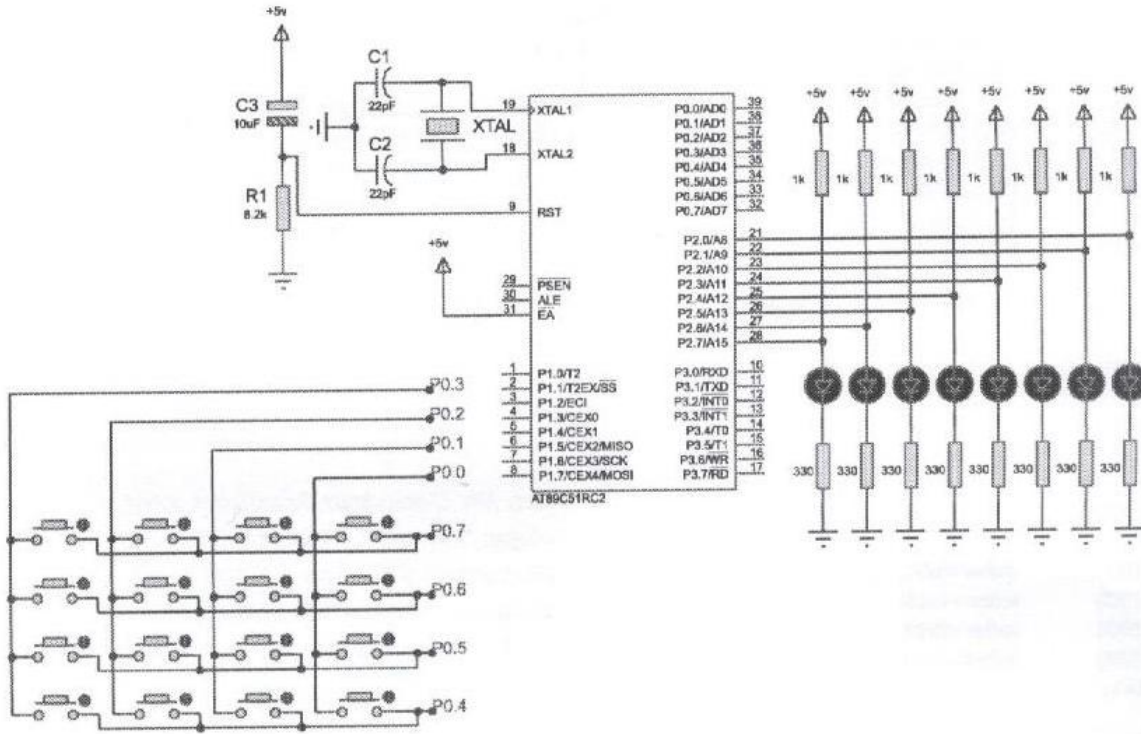 +5v
C3
10uF
R1
8.2k
C1
22pF
C2
22pF
XTAL
+5v
19
18
9
29
30
31
1
2
3
4
5
6
7
8
XTAL1
XTAL2
RST
PSEN
ALE
EA
P1.0/T2
P1.1/T2EX/SS
P1.2/ECI
P1.3/CEX0
P1.4/CEX1
P1.5/CEX2/MISO
P1.6/CEX3/SCK
P1.7/CEX4/MOSI
AT89C51RC2
P0.0/AD0
P0.1/AD1
P0.2/AD2
P0.3/AD3
P0.4/AD4
P0.5/AD5
P0.6/AD6
P0.7/AD7
P2.0/A8
P2.1/A9
P2.2/A10
P2.3/A11
P2.4/A12
P2.5/A13
P2.6/A14
P2.7/A15
P3.0/RXD
P3.1/TXD
P3.2/INT0
P3.3/INT1
P3.4/T0
P3.5/T1
P3.6/WR
P3.7/RD
39
38
37
36
35
34
33
32
21
22
23
24
25
26
27
28
10
11
12
13
14
15
16
17
+5v +5v +5v +5v +5v +5v +5v +5v
1k 1k 1k 1k 1k 1k 1k 1k
330 330 330 330 330 330 330 330
P0.3
P0.2
P0.1
P0.0
P0.7
P0.6
P0.5
P0.4